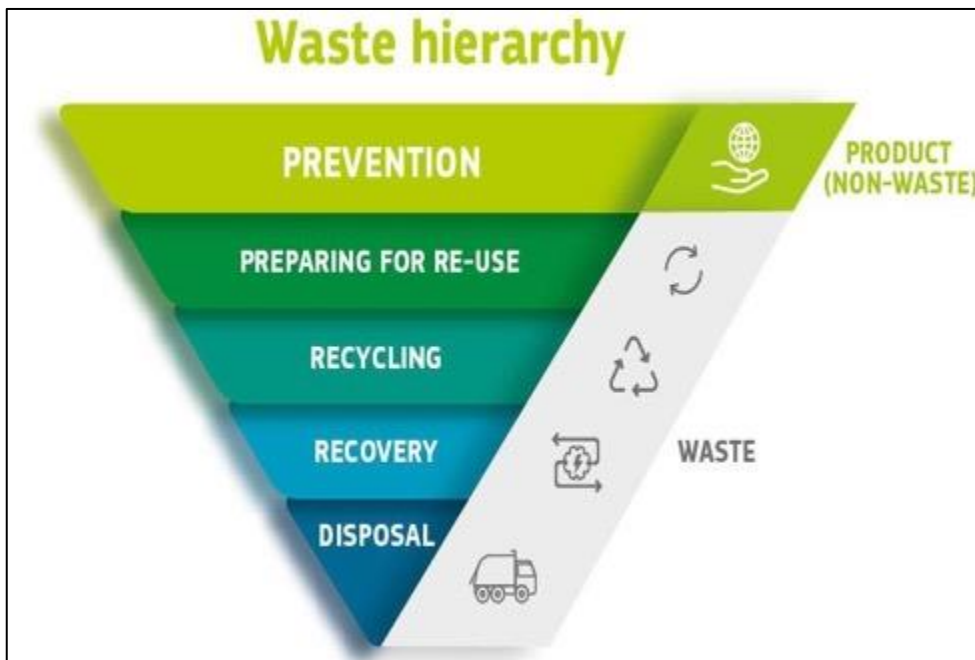 Waste hierarchy
PREVENTION
PRODUCT
(NON-WASTE)
PREPARING FOR RE-USE
RECYCLING
RECOVERY
WASTE
DISPOSAL